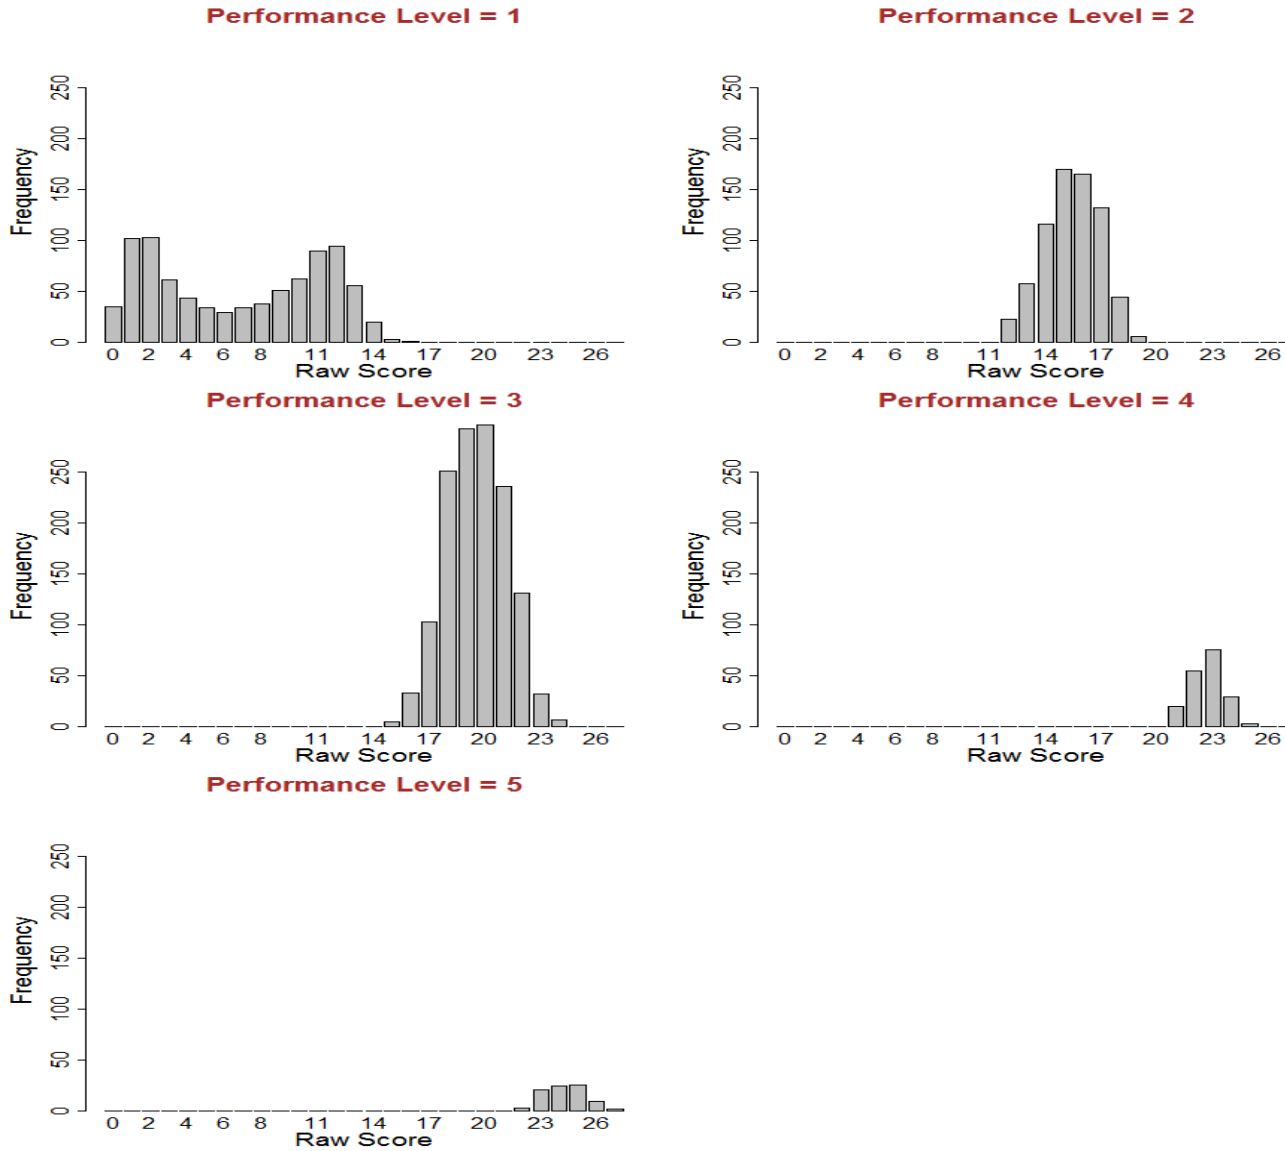 Performance Level = 1
250
200
150
100
50
0
Frequency
0 2 4 6 8 11 14 17 20 23 26
Raw Score
Performance Level = 2
250
200
150
100
50
0
Frequency
0 2 4 6 8 11 14 17 20 23 26
Raw Score
Performance Level = 3
250
200
150
100
50
0
Frequency
0 2 4 6 8 11 14 17 20 23 26
Raw Score
Performance Level = 4
250
200
150
100
50
0
Frequency
0 2 4 6 8 11 14 17 20 23 26
Raw Score
Performance Level = 5
250
200
150
100
50
0
Frequency
0 2 4 6 8 11 14 17 20 23 26
Raw Score